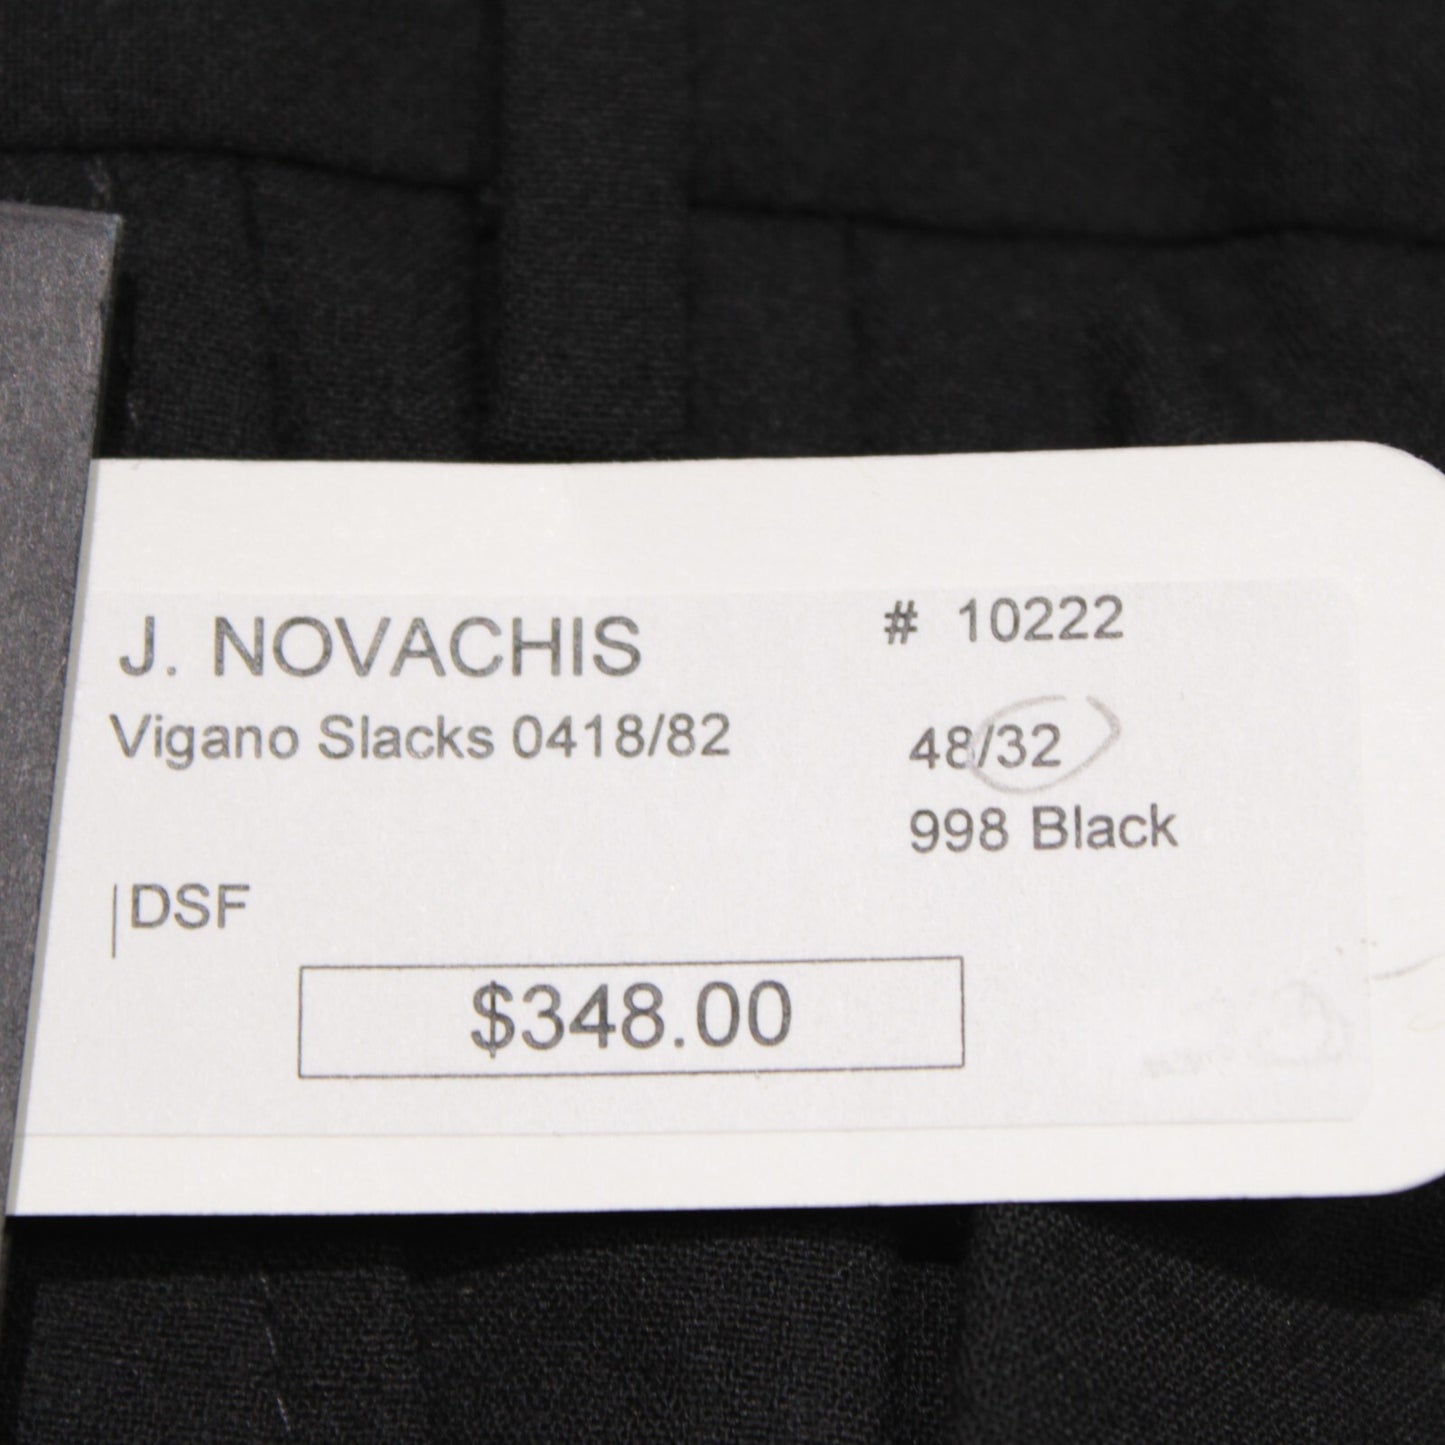 J. NOVACHIS # 10222
Vigano Slacks 0418/82 48/32
998 Black
DSF
$348.00